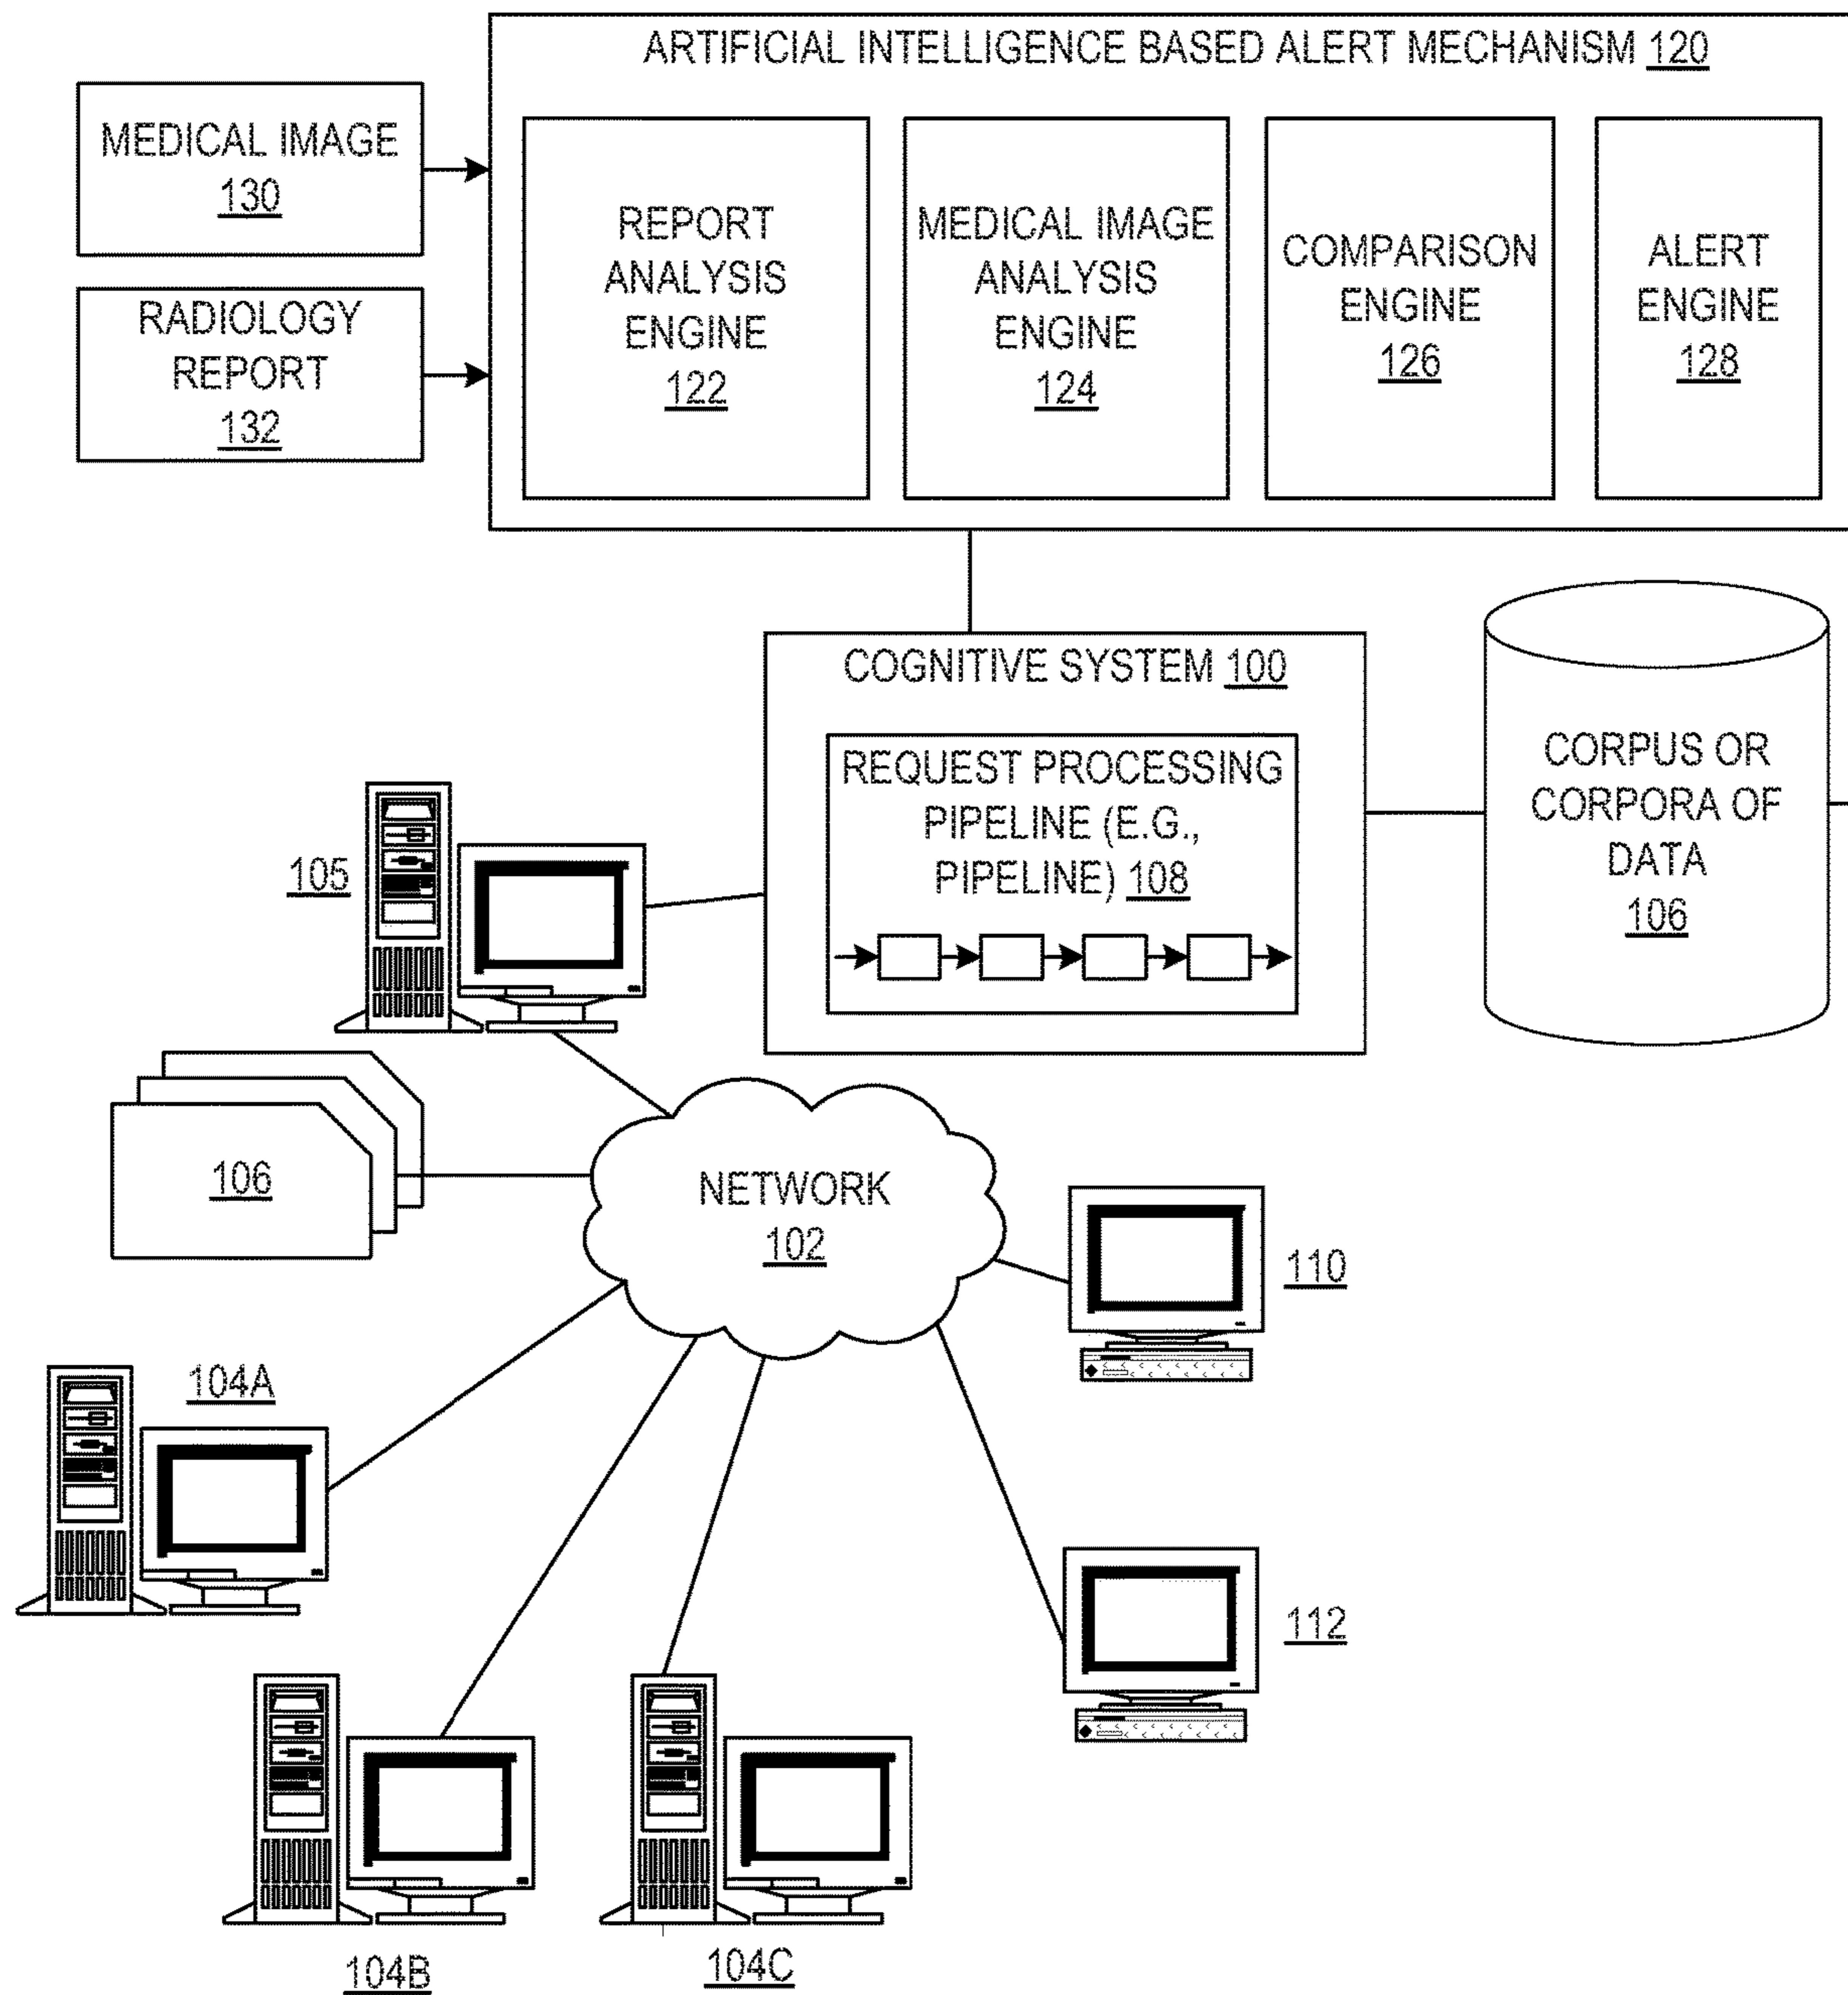 ARTIFICIAL INTELLIGENCE BASED ALERT MECHANISM 120
MEDICAL IMAGE
130
RADIOLOGY
REPORT
132
REPORT
ANALYSIS
ENGINE
122
MEDICAL IMAGE
ANALYSIS
ENGINE
124
COMPARISON
ENGINE
126
ALERT
ENGINE
128
COGNITIVE SYSTEM 100
REQUEST PROCESSING
PIPELINE (E.G.,
PIPELINE) 108
CORPUS OR
CORPORA OF
DATA
106
105
106
NETWORK
102
110
104A
112
104B
104C